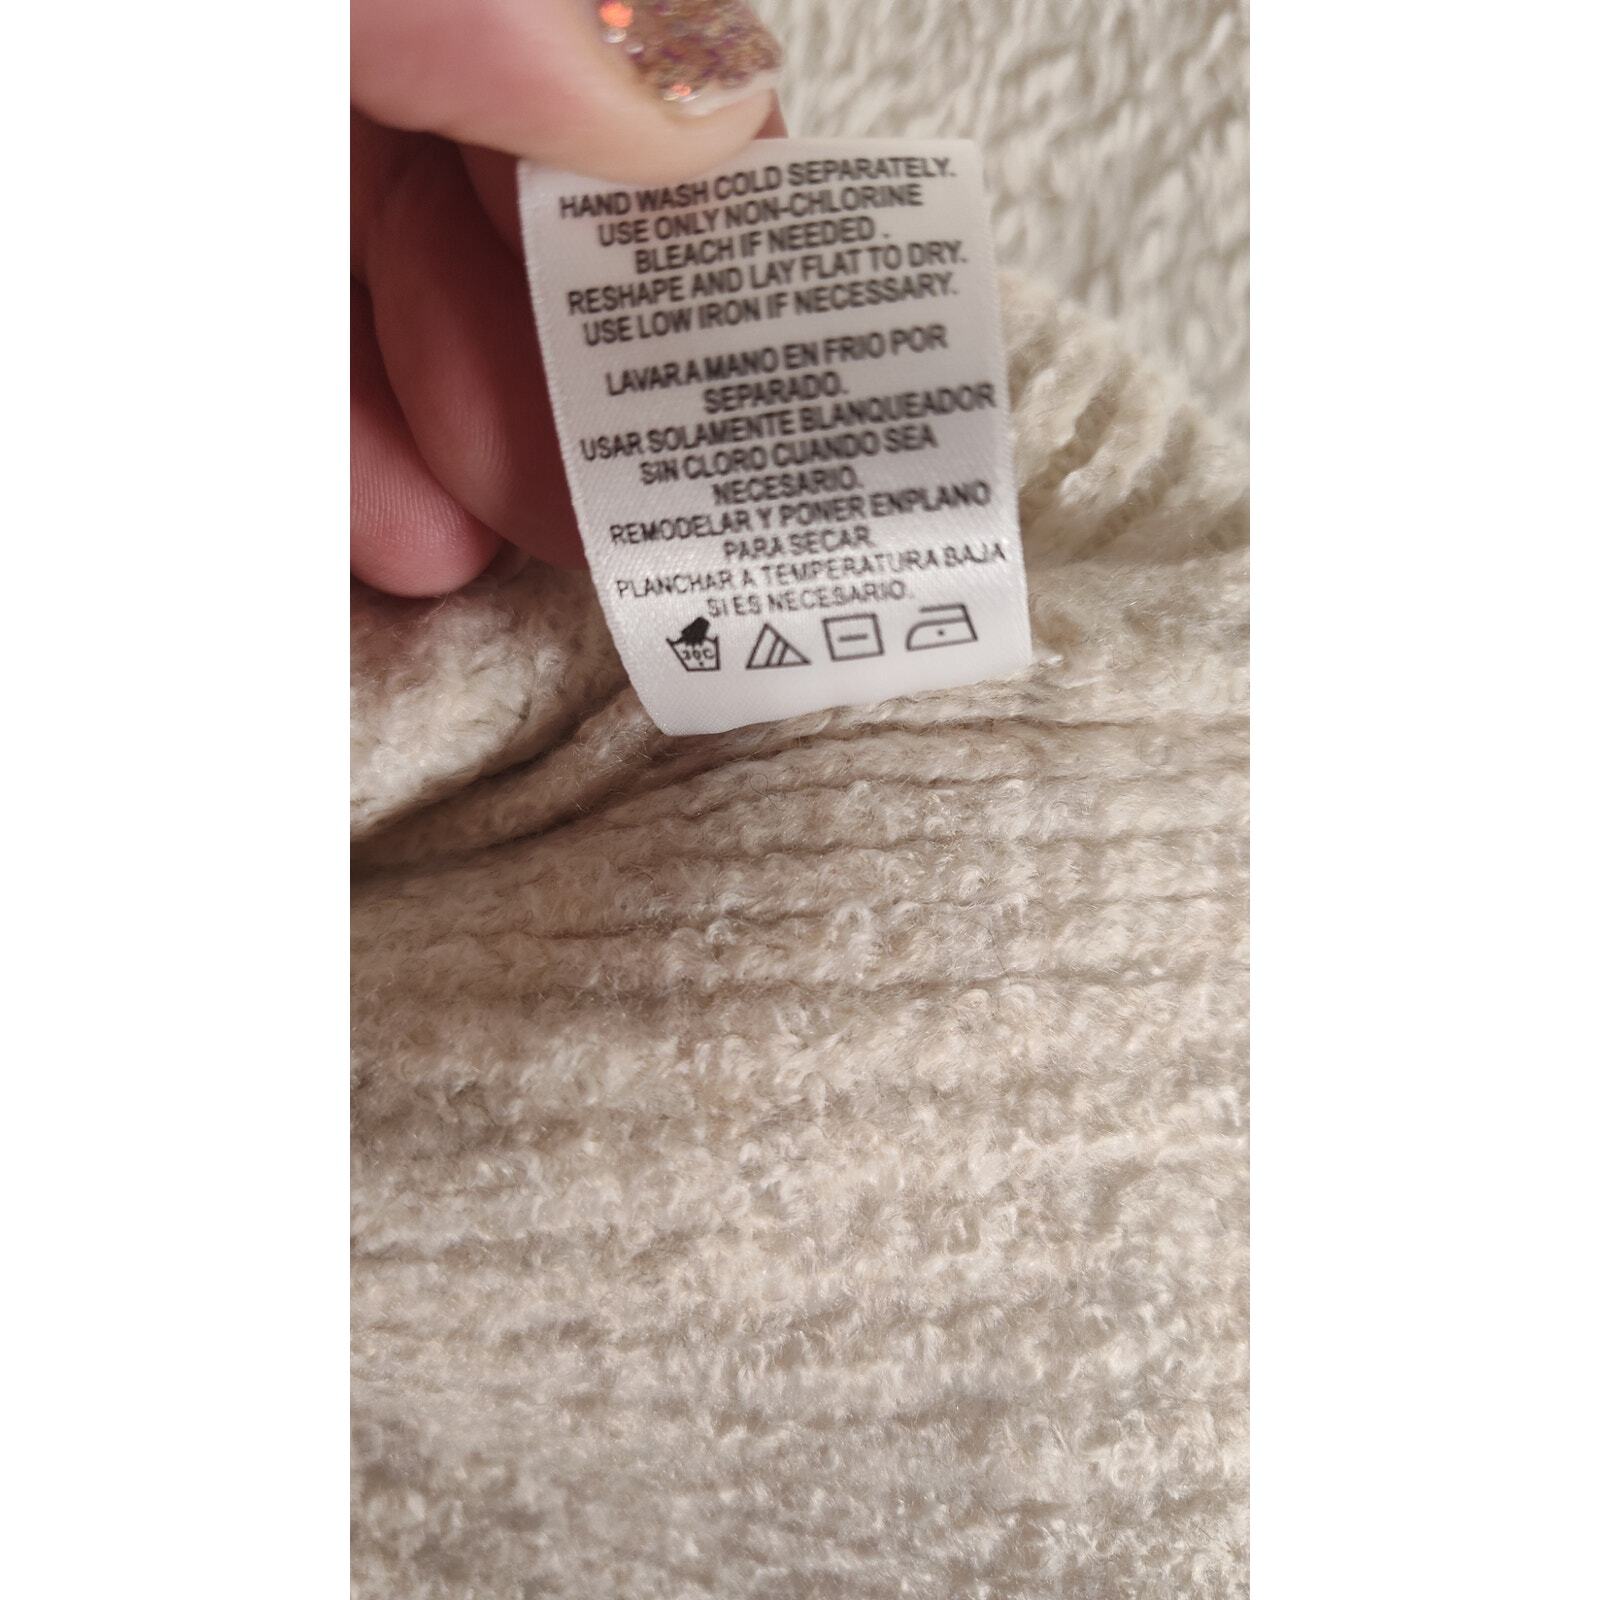 HAND WASH COLD SEPARATELY.
USE ONLY NON-CHLORINE
BLEACH IF NEEDED .
RESHAPE AND LAY FLAT TO DRY.
USE LOW IRON IF NECESSARY.
LAVAR A MANO EN FRIO POR
SEPARADO.
USAR SOLAMENTE BLANQUEADOR
SIN CLORO CUANDO SEA
NECESARIO.
REMODELAR Y PONER ENPLANO
PARA SECAR.
PLANCHAR A TEMPERATURA BAJA
SI ES NECESARIO.
30C